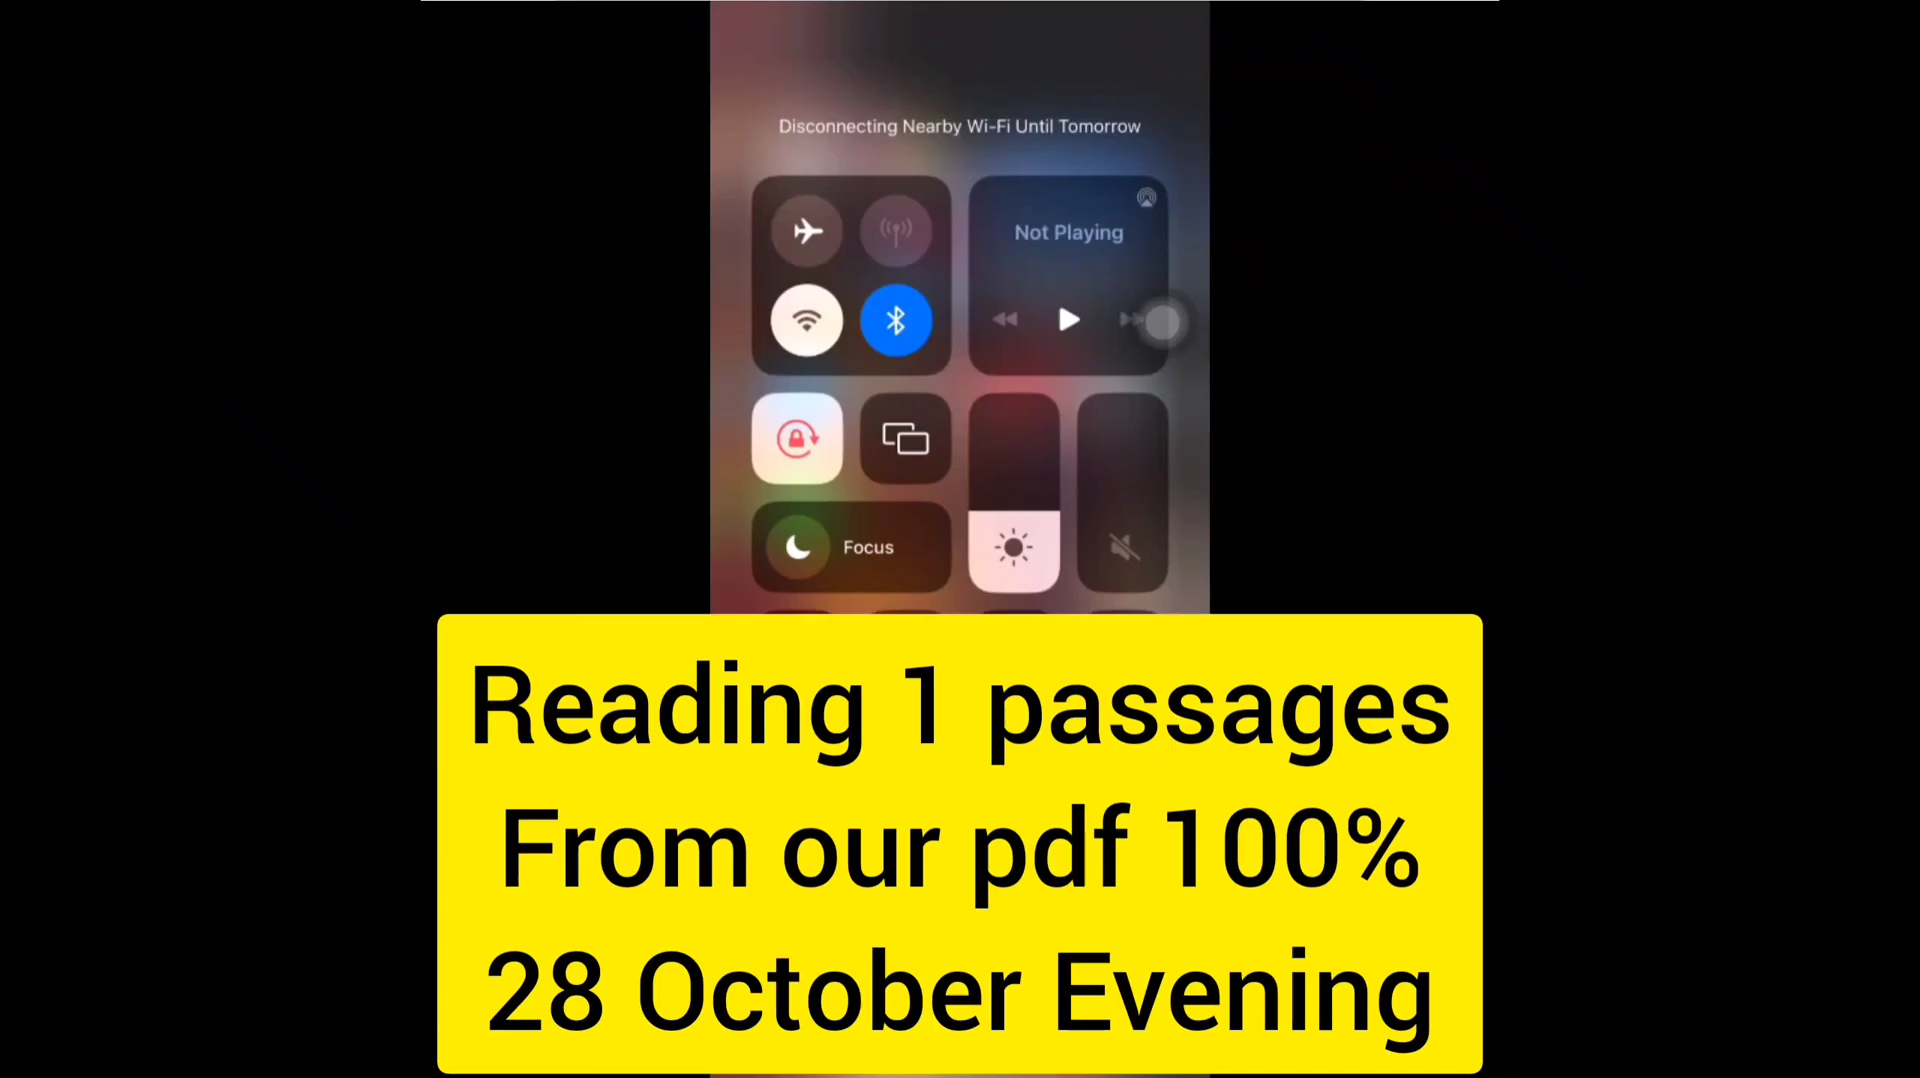 Disconnecting Nearby Wi-Fi Until Tomorrow
Not Playing
Focus
Reading 1 passages
From our pdf 100%
28 October Evening